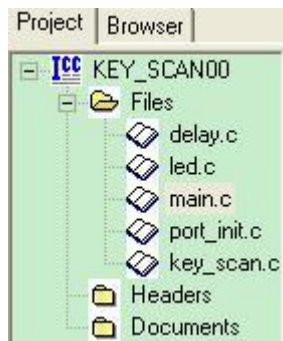 Project Browser
Icc KEY_SCAN00
Files
delay.c
led.c
main.c
port_init.c
key_scan.c
Headers
Documents